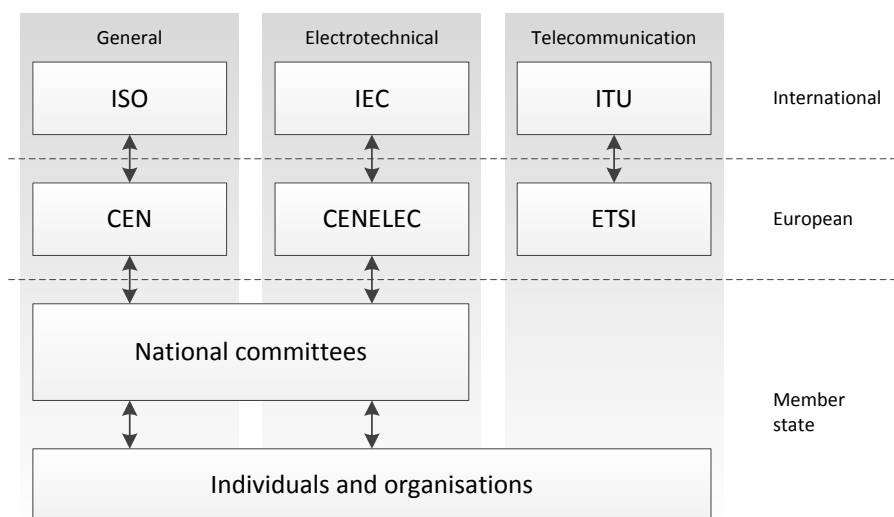 General
Electrotechnical
Telecommunication
ISO
IEC
ITU
International
CEN
CENELEC
ETSI
European
National committees
Member
state
Individuals and organisations